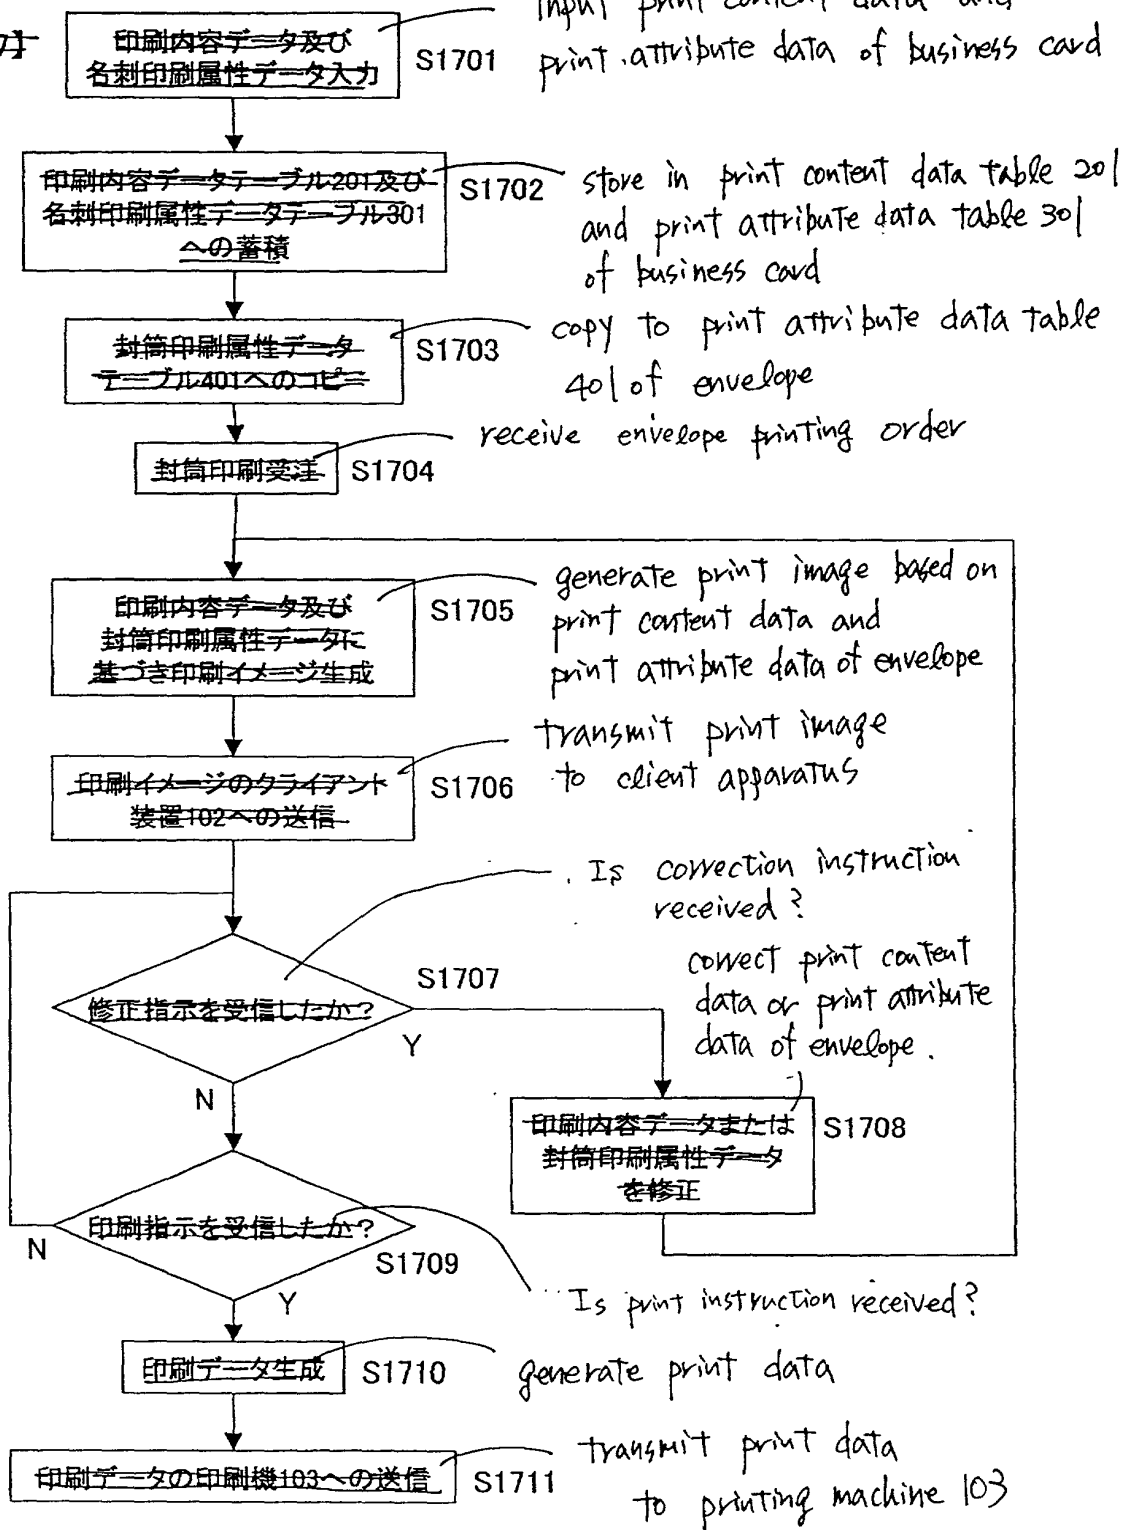 input print content data and
7】
印刷内容データ及び
名刺印刷属性データ入力
S1701
print attribute data of business card
印刷内容データテーブル201及び
名刺印刷属性データテーブル301
への蓄積
S1702
store in print content data table 201
and print attribute data table 301
of business card
封筒印刷属性データ
テーブル401へのコピー
S1703
copy to print attribute data table
401 of envelope
封筒印刷受注
S1704
receive envelope printing order
印刷内容データ及び
封筒印刷属性データに
基づき印刷イメージ生成
S1705
generate print image based on
print content data and
print attribute data of envelope
印刷イメージのクライアント
装置102への送信
S1706
transmit print image
to client apparatus
Is correction instruction
received?
修正指示を受信したか?
S1707
Y
N
correct print content
data or print attribute
data of envelope.
印刷内容データまたは
封筒印刷属性データ
を修正
S1708
印刷指示を受信したか?
N
S1709
Y
Is print instruction received?
印刷データ生成
S1710
generate print data
印刷データの印刷機103への送信
S1711
transmit print data
to printing machine 103